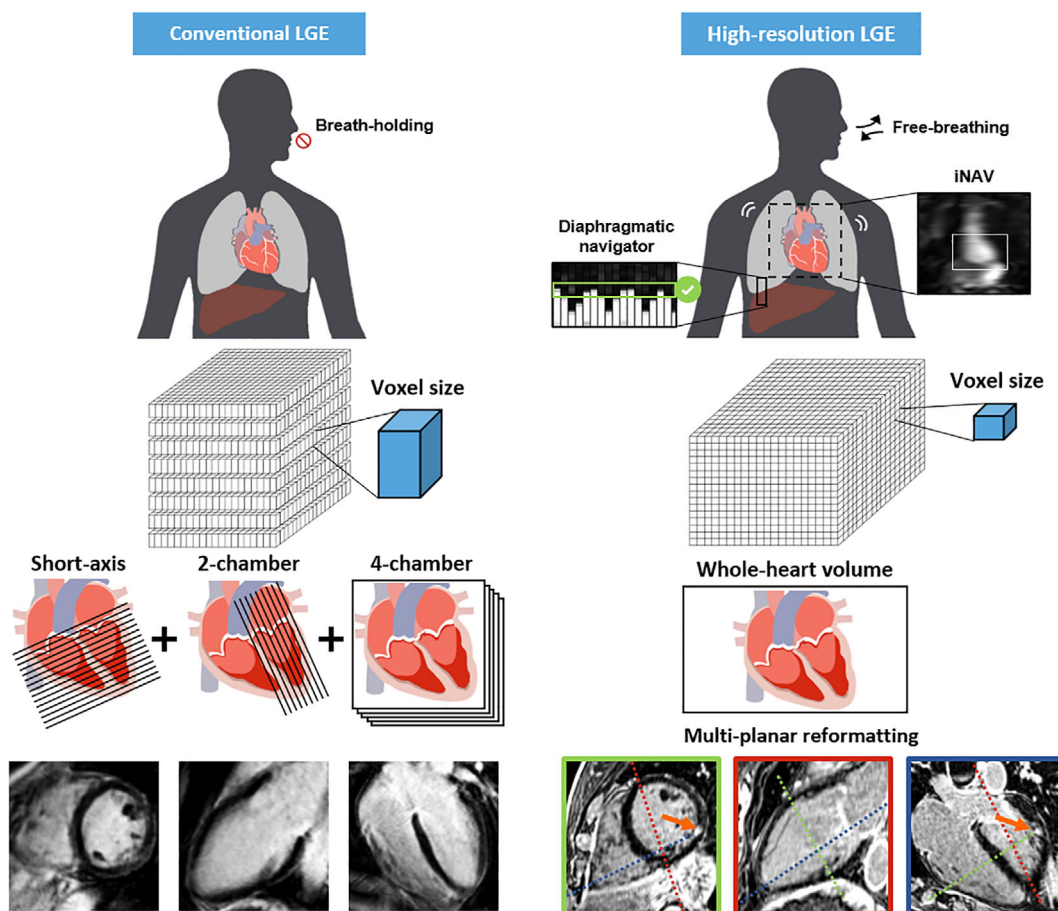 Conventional LGE
High-resolution LGE
Breath-holding
Free-breathing
iNAV
Diaphragmatic
navigator
Voxel size
Voxel size
Short-axis
2-chamber
4-chamber
+
+
Whole-heart volume
Multi-planar reformatting